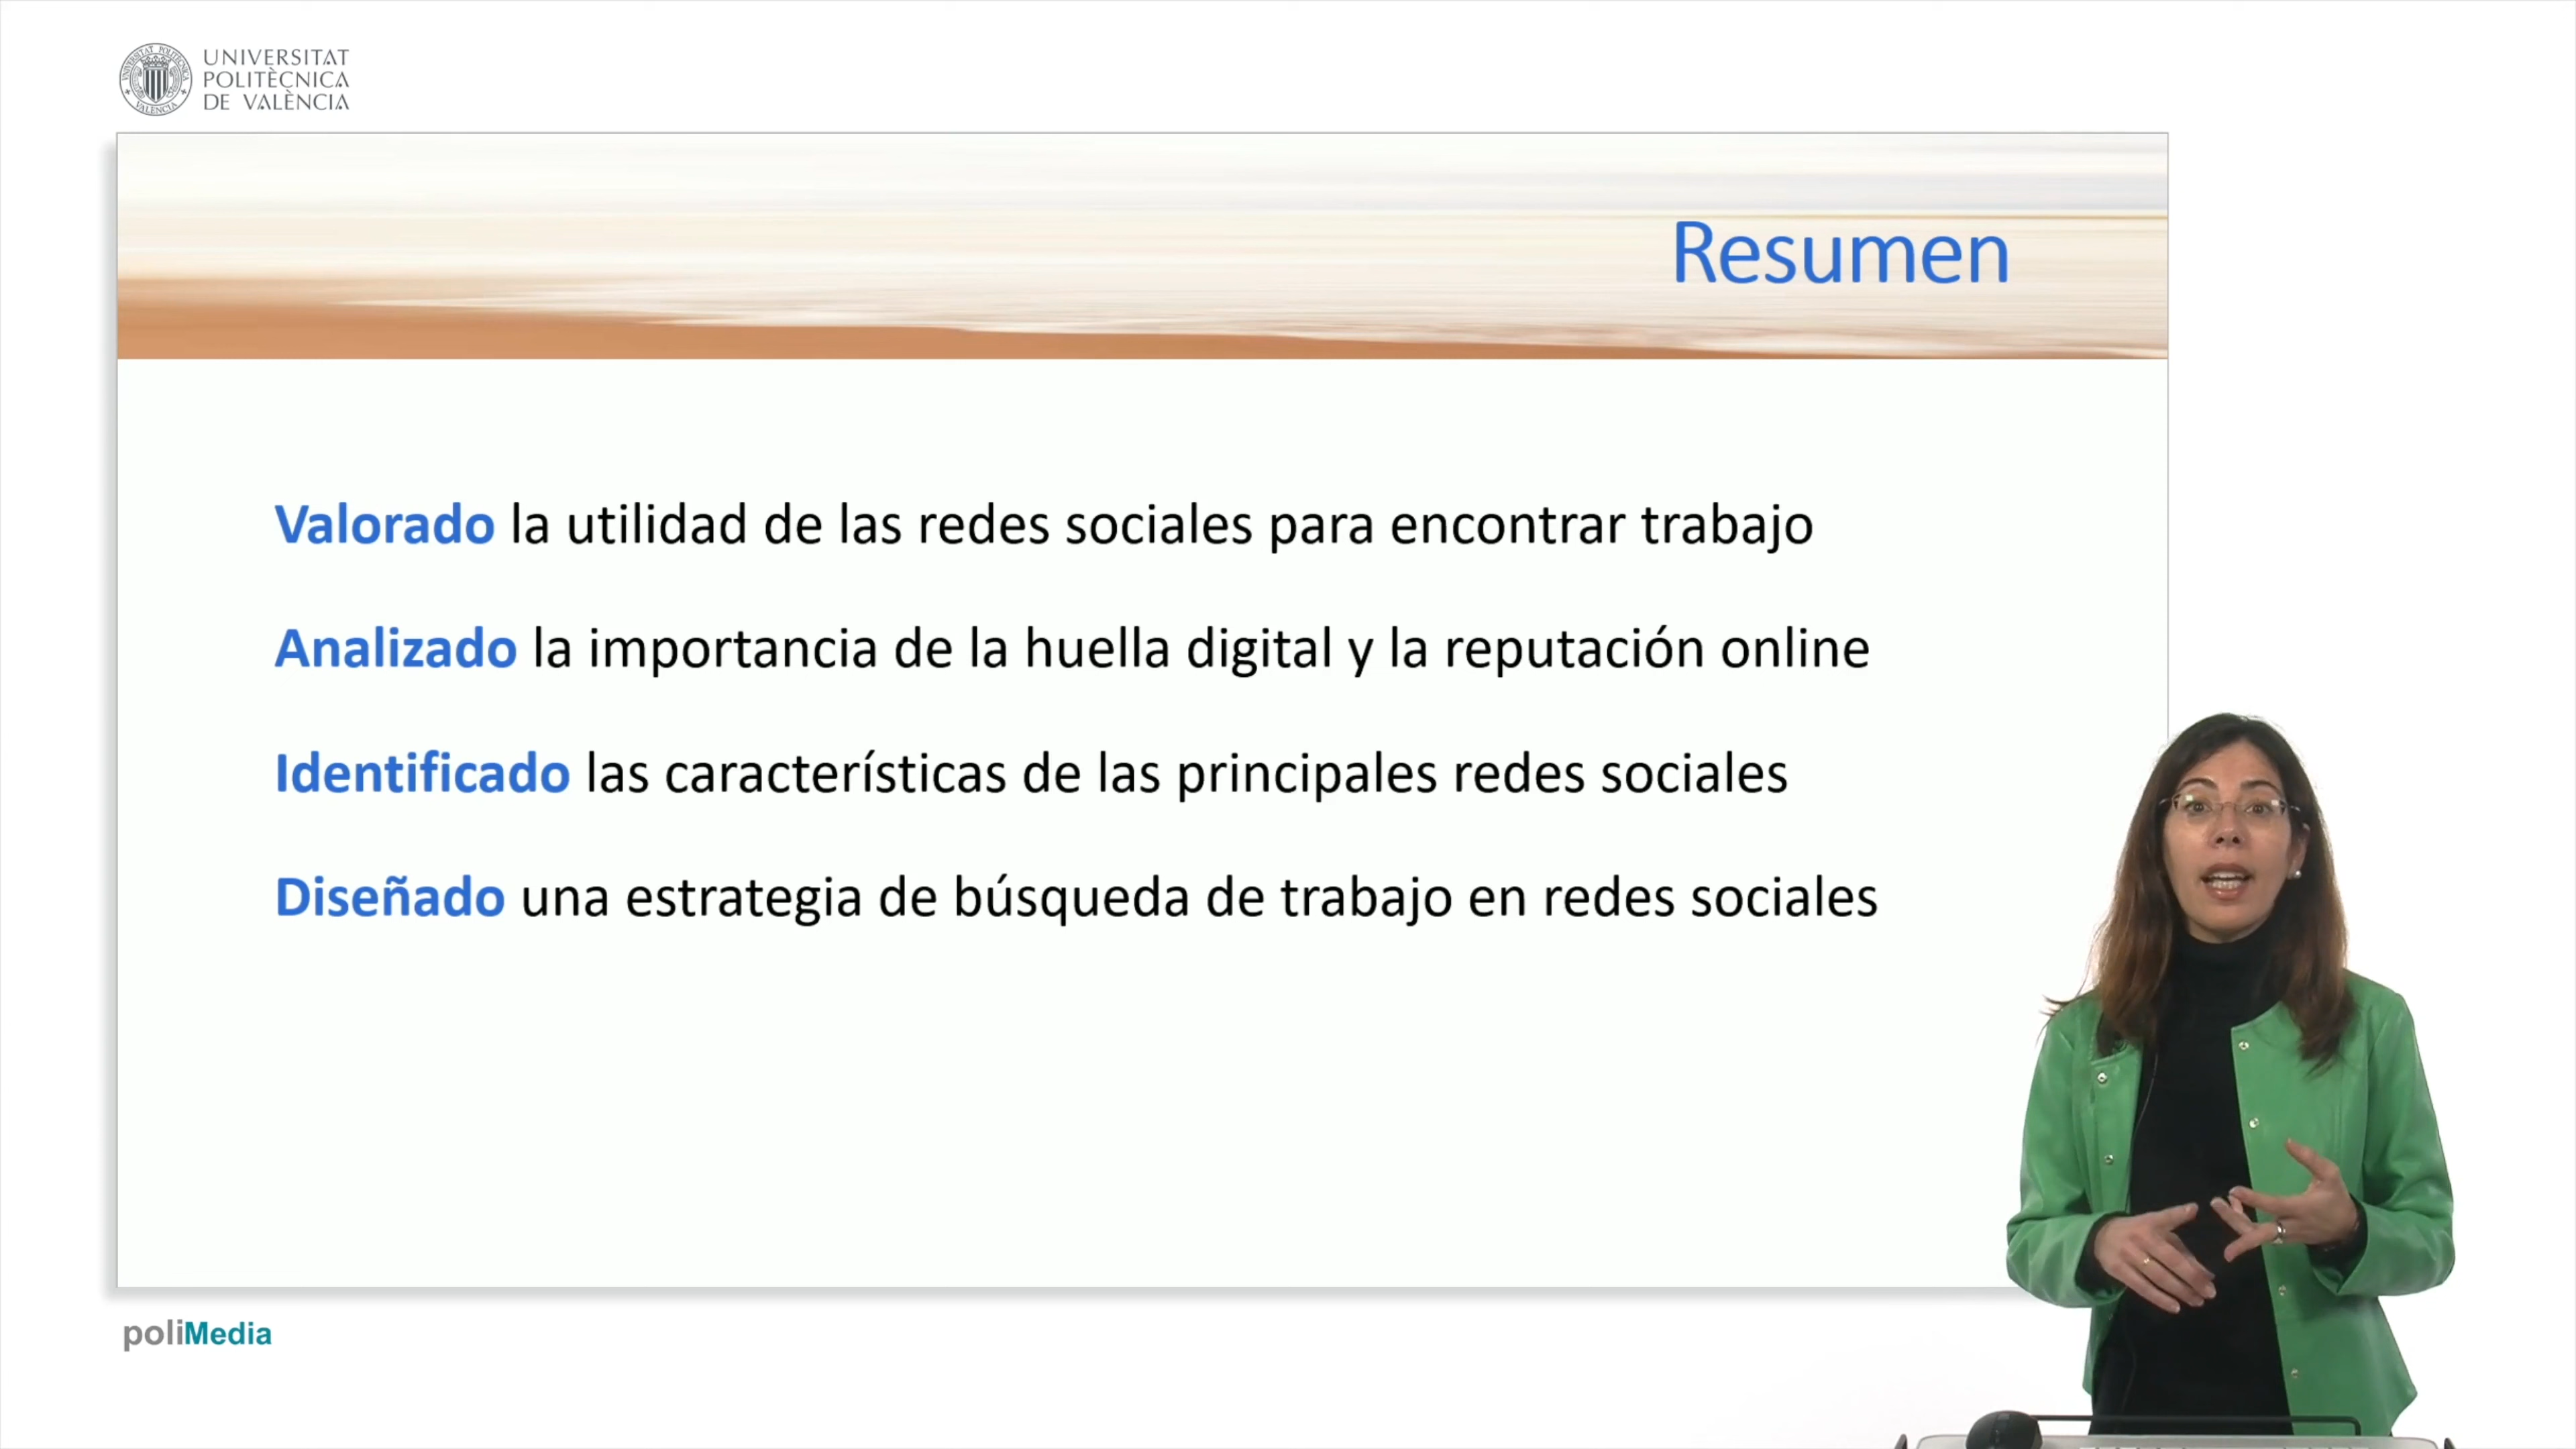 UNIVERSITAT
POLITÈCNICA
DE VALÈNCIA
Resumen
Valorado la utilidad de las redes sociales para encontrar trabajo
Analizado la importancia de la huella digital y la reputación online
Identificado las características de las principales redes sociales
Diseñado una estrategia de búsqueda de trabajo en redes sociales
poliMedia